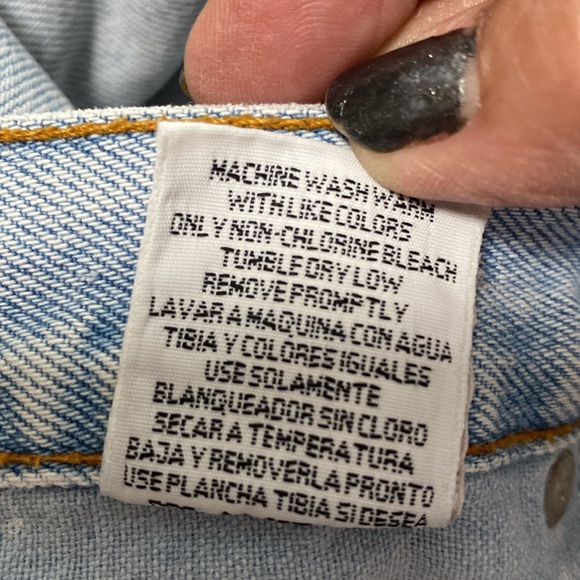 MACHINE WASH WARM
WITH LIKE COLORS
ONLY NON-CHLORINE BLEACH
TUMBLE DRY LOW
REMOVE PROMPTLY
LAVAR A MAQUINA CON AGUA
TIBIA Y COLORES IGUALES
USE SOLAMENTE
BLANQUEADOR SIN CLORO
SECAR A TEMPERATURA
BAJA Y REMOVERLA PRONTO
USE PLANCHA TIBIA SI DESEA